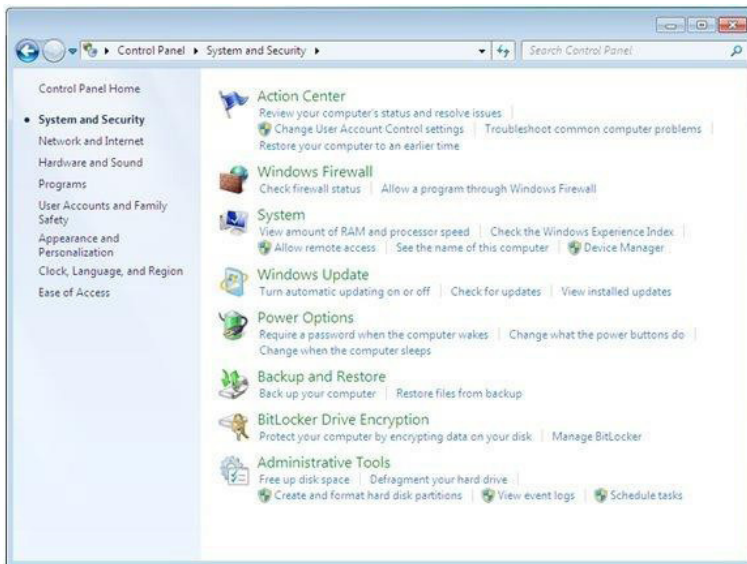 Control Panel System and Security
Search Control Panel
Control Panel Home
System and Security
Network and Internet
Hardware and Sound
Programs
User Accounts and Family
Safety
Appearance and
Personalization
Clock, Language, and Region
Ease of Access
Action Center
Review your computer's status and resolve issues
Change User Account Control settings Troubleshoot common computer problems
Restore your computer to an earlier time
Windows Firewall
Check firewall status Allow a program through Windows Firewall
System
View amount of RAM and processor speed Check the Windows Experience Index
Allow remote access See the name of this computer Device Manager
Windows Update
Turn automatic updating on or off Check for updates View installed updates
Power Options
Require a password when the computer wakes Change what the power buttons do
Change when the computer sleeps
Backup and Restore
Back up your computer Restore files from backup
BitLocker Drive Encryption
Protect your computer by encrypting data on your disk Manage BitLocker
Administrative Tools
Free up disk space Defragment your hard drive
Create and format hard disk partitions View event logs Schedule tasks